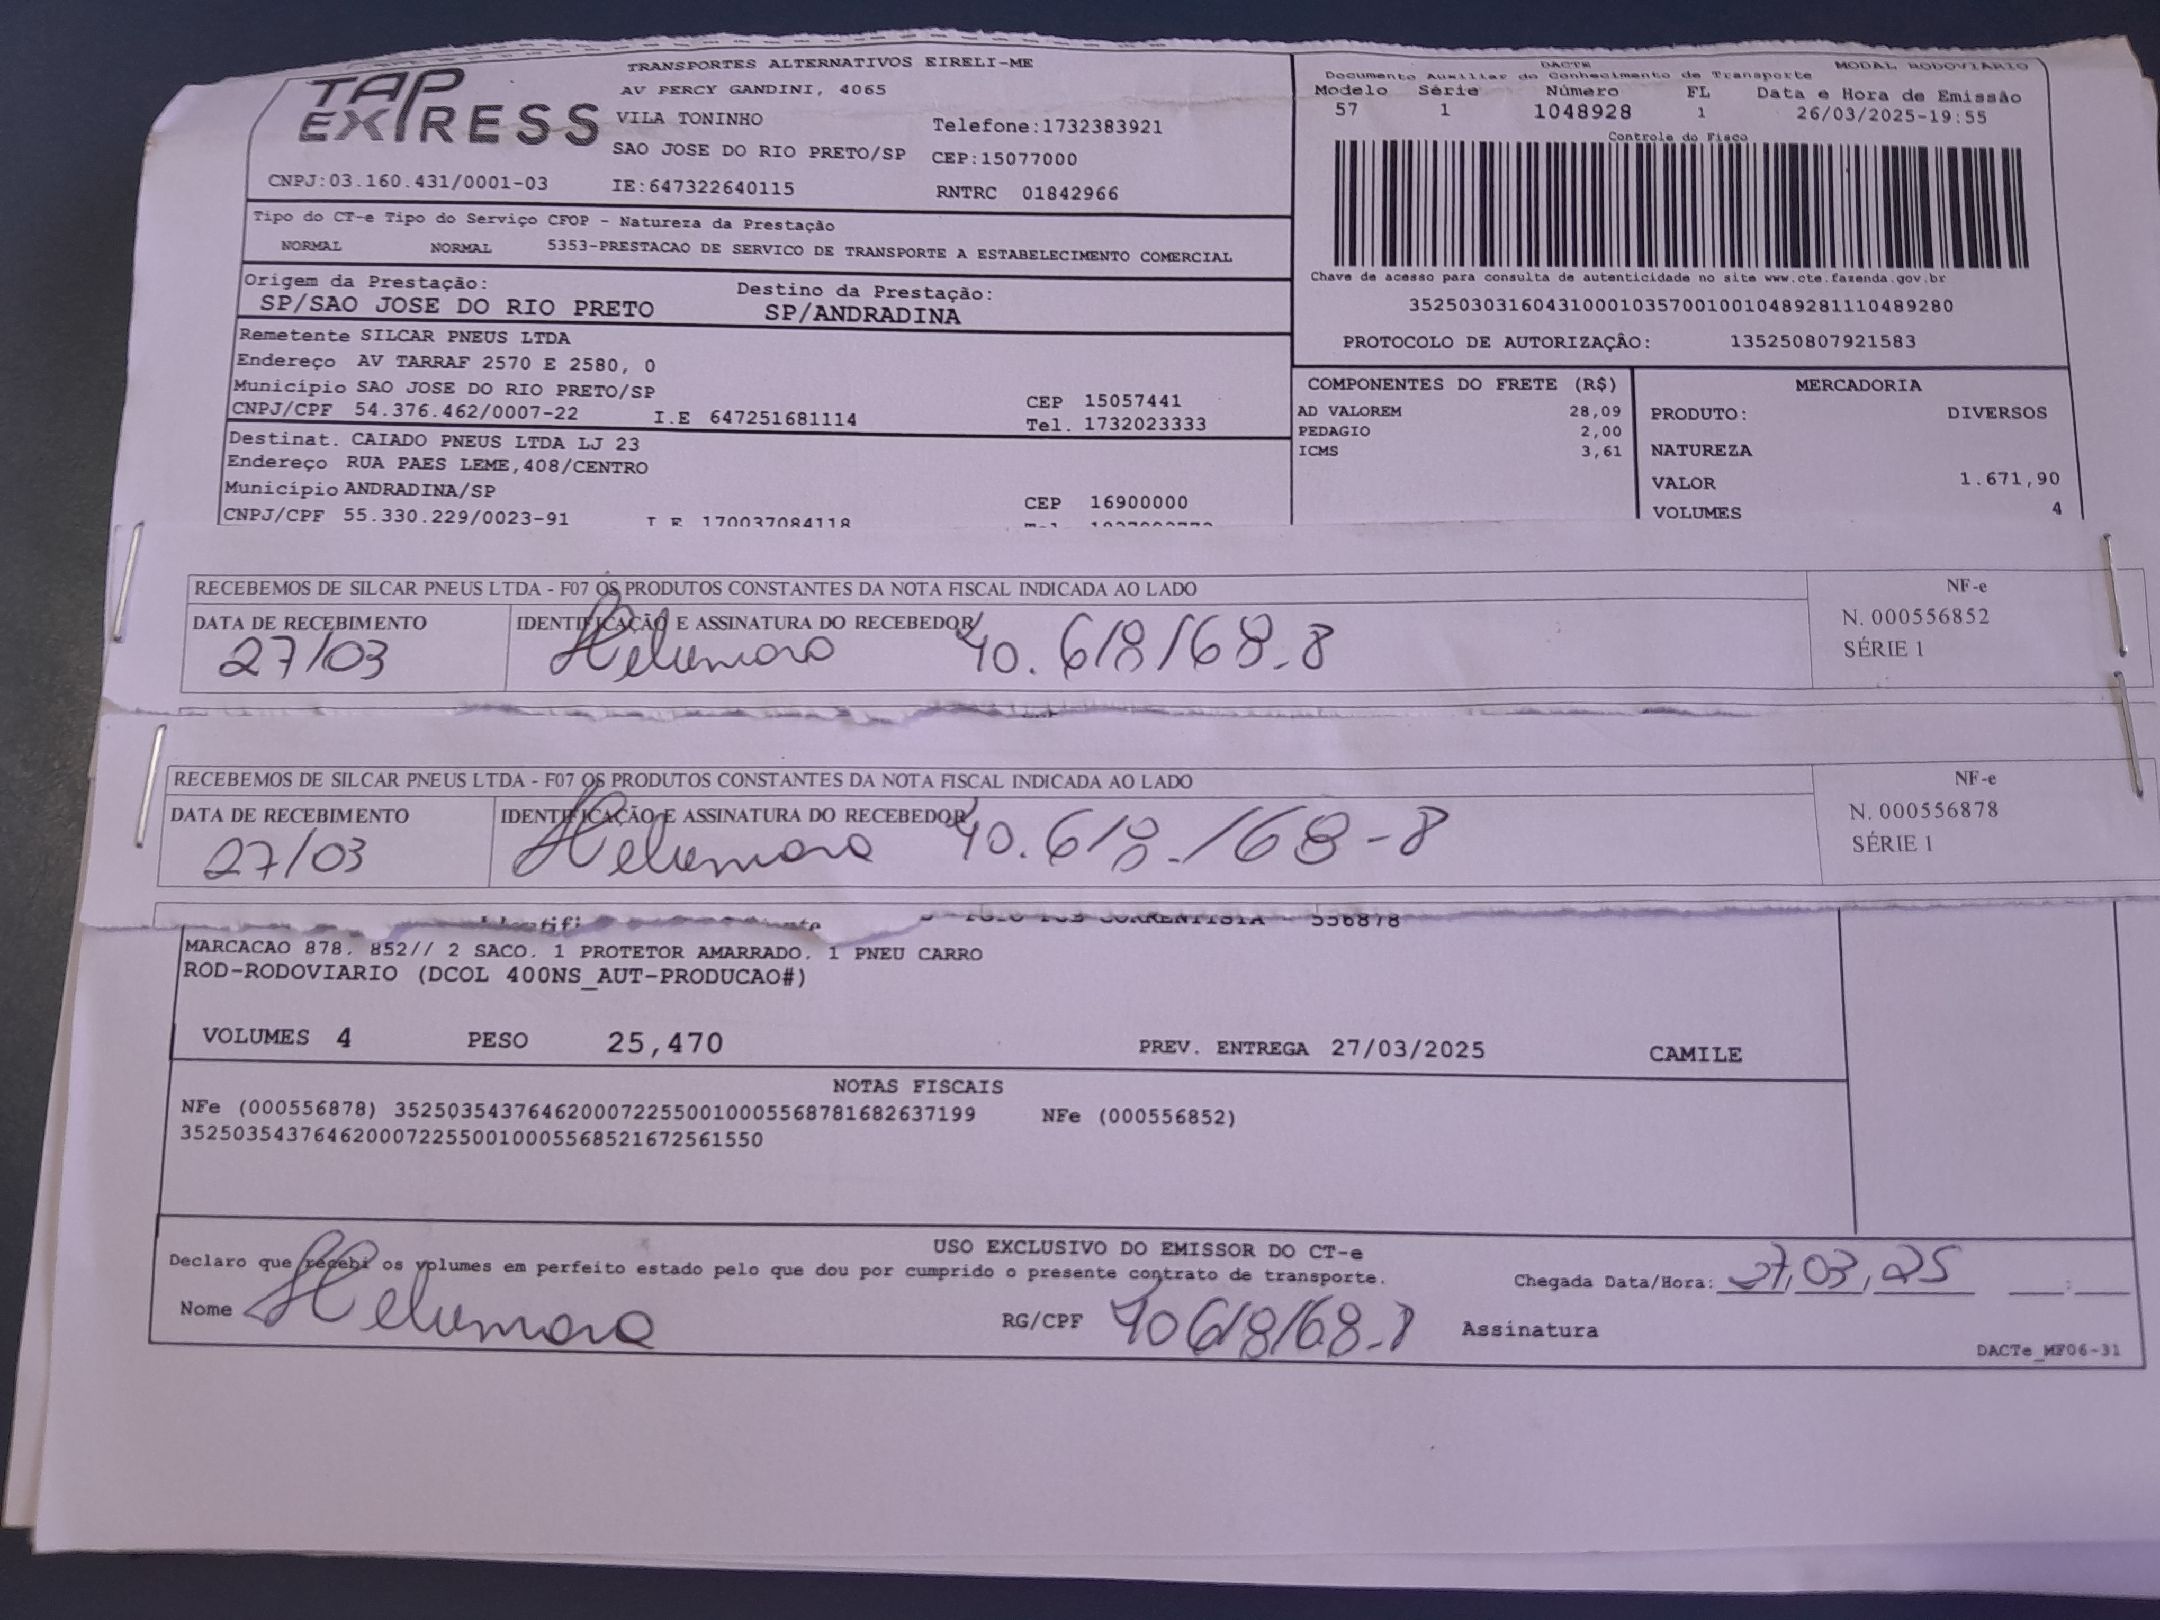 TAP EXPRESS
TRANSPORTES ALTERNATIVOS EIRELI-ME
AV PERCY GANDINI, 4065
VILA TONINHO
Telefone:1732383921
SAO JOSE DO RIO PRETO/SP CEP:15077000
CNPJ:03.160.431/0001-03 IE:647322640115 RNTRC 01842966
DACTE MODAL RODOVIARIO
Documento Auxiliar do Conhecimento de Transporte
Modelo Série Número FL Data e Hora de Emissão
57 1 1048928 1 26/03/2025-19:55
Controle do Fisco
Chave de acesso para consulta de autenticidade no site www.cte.fazenda.gov.br
35250303160431000103570010010489281110489280
PROTOCOLO DE AUTORIZAÇÃO: 135250807921583
Tipo do CT-e Tipo do Serviço CFOP - Natureza da Prestação
NORMAL NORMAL 5353-PRESTACAO DE SERVICO DE TRANSPORTE A ESTABELECIMENTO COMERCIAL
Origem da Prestação: Destino da Prestação:
SP/SAO JOSE DO RIO PRETO SP/ANDRADINA
Remetente SILCAR PNEUS LTDA
Endereço AV TARRAF 2570 E 2580, 0
Município SAO JOSE DO RIO PRETO/SP CEP 15057441
CNPJ/CPF 54.376.462/0007-22 I.E 647251681114 Tel. 1732023333
Destinat. CAIADO PNEUS LTDA LJ 23
Endereço RUA PAES LEME,408/CENTRO
Município ANDRADINA/SP CEP 16900000
CNPJ/CPF 55.330.229/0023-91 I.E 170037084118
COMPONENTES DO FRETE (R$)
AD VALOREM 28,09
PEDAGIO 2,00
ICMS 3,61
MERCADORIA
PRODUTO: DIVERSOS
NATUREZA
VALOR 1.671,90
VOLUMES 4
RECEBEMOS DE SILCAR PNEUS LTDA - F07 OS PRODUTOS CONSTANTES DA NOTA FISCAL INDICADA AO LADO
DATA DE RECEBIMENTO IDENTIFICAÇÃO E ASSINATURA DO RECEBEDOR
27/03 40.618168-8
NF-e
N. 000556852
SÉRIE 1
RECEBEMOS DE SILCAR PNEUS LTDA - F07 OS PRODUTOS CONSTANTES DA NOTA FISCAL INDICADA AO LADO
DATA DE RECEBIMENTO IDENTIFICAÇÃO E ASSINATURA DO RECEBEDOR
27/03 40.618.168-8
NF-e
N. 000556878
SÉRIE 1
CORRENTISTA 556878
MARCACAO 878. 852// 2 SACO. 1 PROTETOR AMARRADO. 1 PNEU CARRO
ROD-RODOVIARIO (DCOL 400NS_AUT-PRODUCAO#)
VOLUMES 4 PESO 25,470 PREV. ENTREGA 27/03/2025 CAMILE
NOTAS FISCAIS
NFe (000556878) 35250354376462000722550010005568781682637199 NFe (000556852)
35250354376462000722550010005568521672561550
USO EXCLUSIVO DO EMISSOR DO CT-e
Declaro que recebi os volumes em perfeito estado pelo que dou por cumprido o presente contrato de transporte.
Chegada Data/Hora: 27,03,25
Nome RG/CPF 40618168-8 Assinatura
DACTe_MF06-31